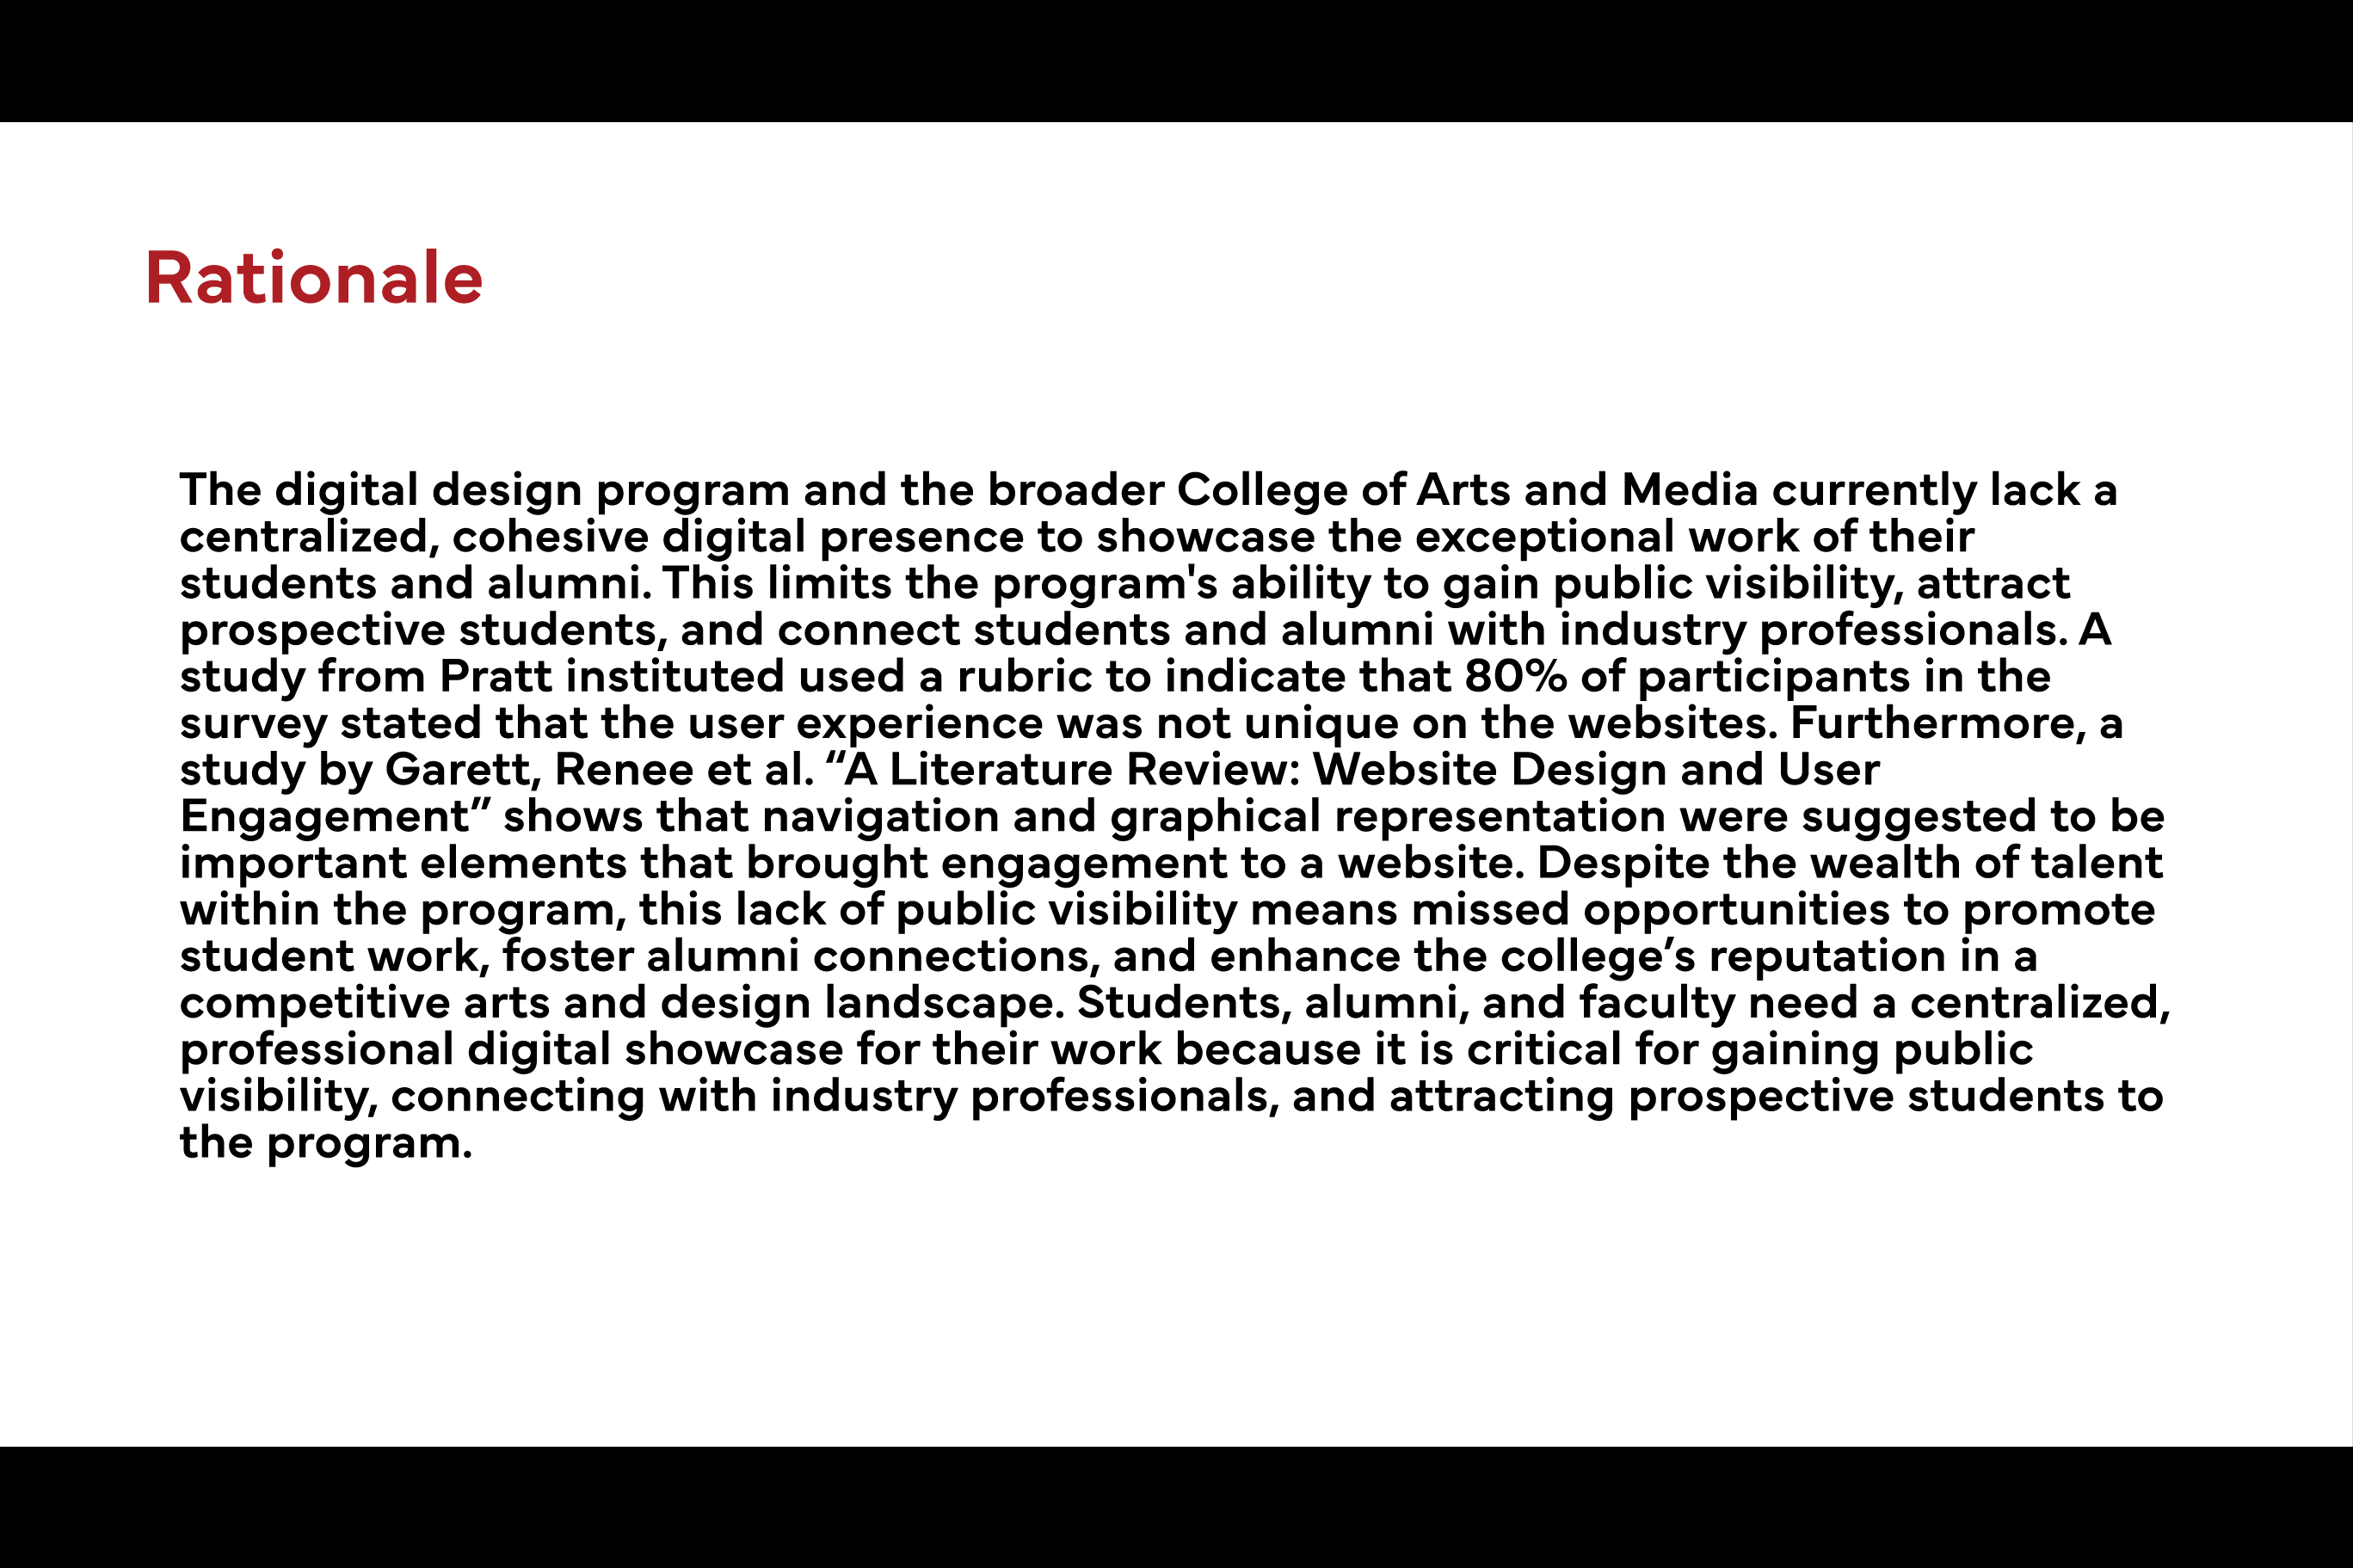 Rationale
The digital design program and the broader College of Arts and Media currently lack a
centralized, cohesive digital presence to showcase the exceptional work of their
students and alumni. This limits the program's ability to gain public visibility, attract
prospective students, and connect students and alumni with industry professionals. A
study from Pratt instituted used a rubric to indicate that 80% of participants in the
survey stated that the user experience was not unique on the websites. Furthermore, a
study by Garett, Renee et al. “A Literature Review: Website Design and User
Engagement” shows that navigation and graphical representation were suggested to be
important elements that brought engagement to a website. Despite the wealth of talent
within the program, this lack of public visibility means missed opportunities to promote
student work, foster alumni connections, and enhance the college’s reputation in a
competitive arts and design landscape. Students, alumni, and faculty need a centralized,
professional digital showcase for their work because it is critical for gaining public
visibility, connecting with industry professionals, and attracting prospective students to
the program.